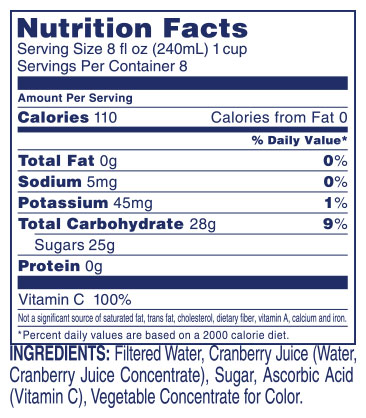 Nutrition Facts
Serving Size 8 fl oz (240mL) 1 cup
Servings Per Container 8
Amount Per Serving
Calories 110 Calories from Fat 0
% Daily Value*
Total Fat 0g 0%
Sodium 5mg 0%
Potassium 45mg 1%
Total Carbohydrate 28g 9%
Sugars 25g
Protein 0g
Vitamin C 100%
Not a significant source of saturated fat, trans fat, cholesterol, dietary fiber, vitamin A, calcium and iron.
*Percent daily values are based on a 2000 calorie diet.
INGREDIENTS: Filtered Water, Cranberry Juice (Water,
Cranberry Juice Concentrate), Sugar, Ascorbic Acid
(Vitamin C), Vegetable Concentrate for Color.